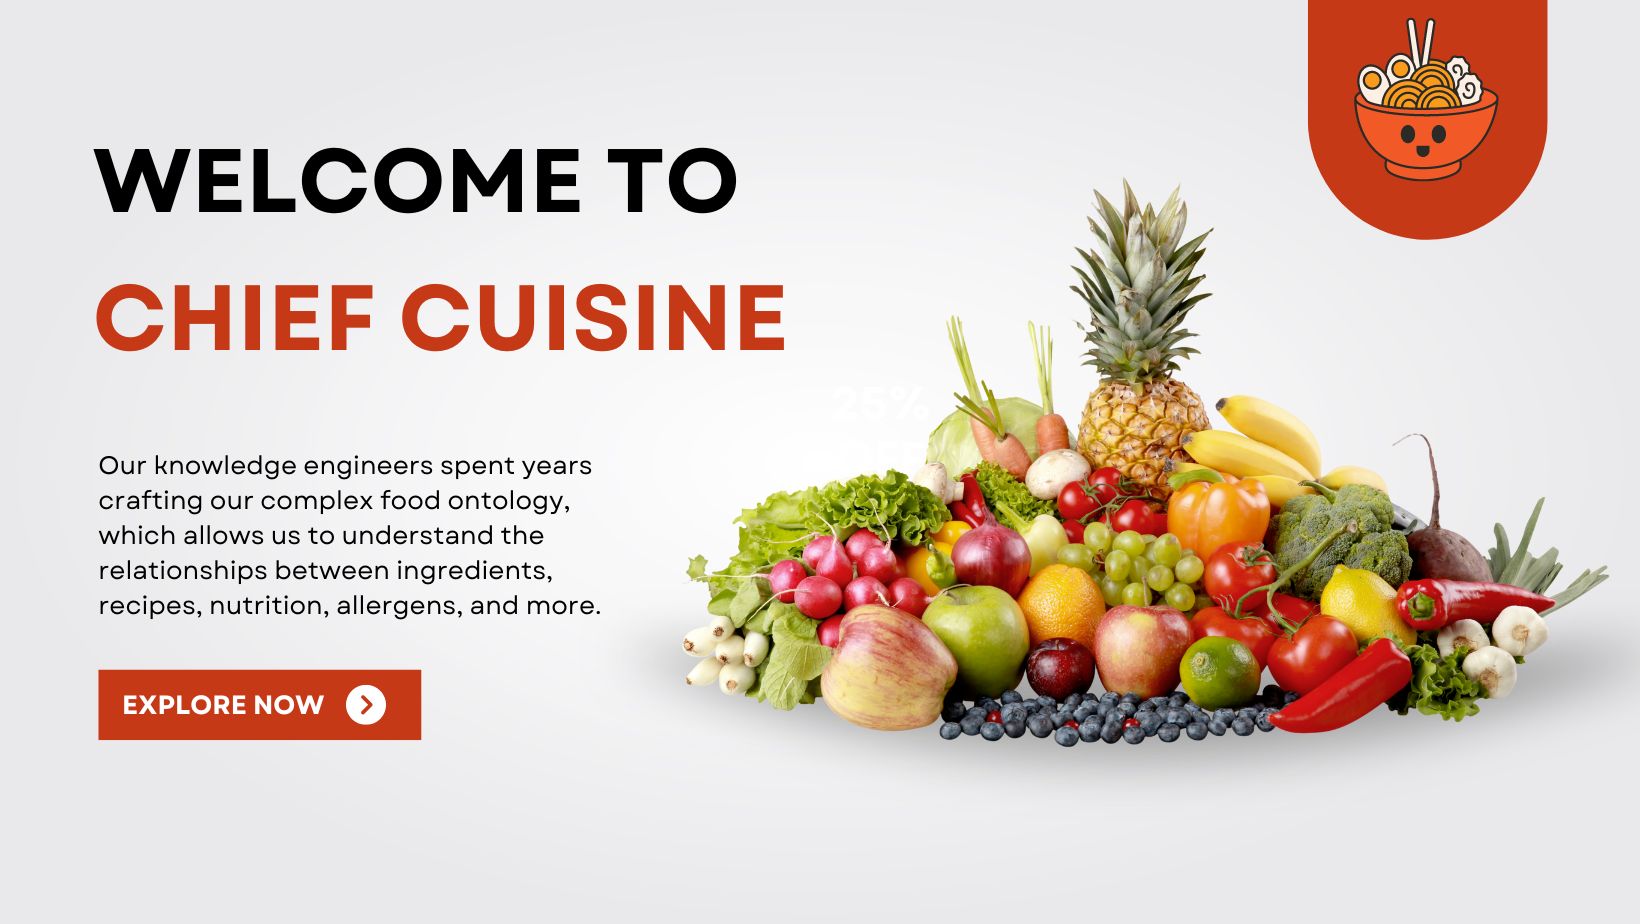 WELCOME TO
CHIEF CUISINE
25%
Our knowledge engineers spent years
crafting our complex food ontology,
which allows us to understand the
relationships between ingredients,
recipes, nutrition, allergens, and more.
EXPLORE NOW